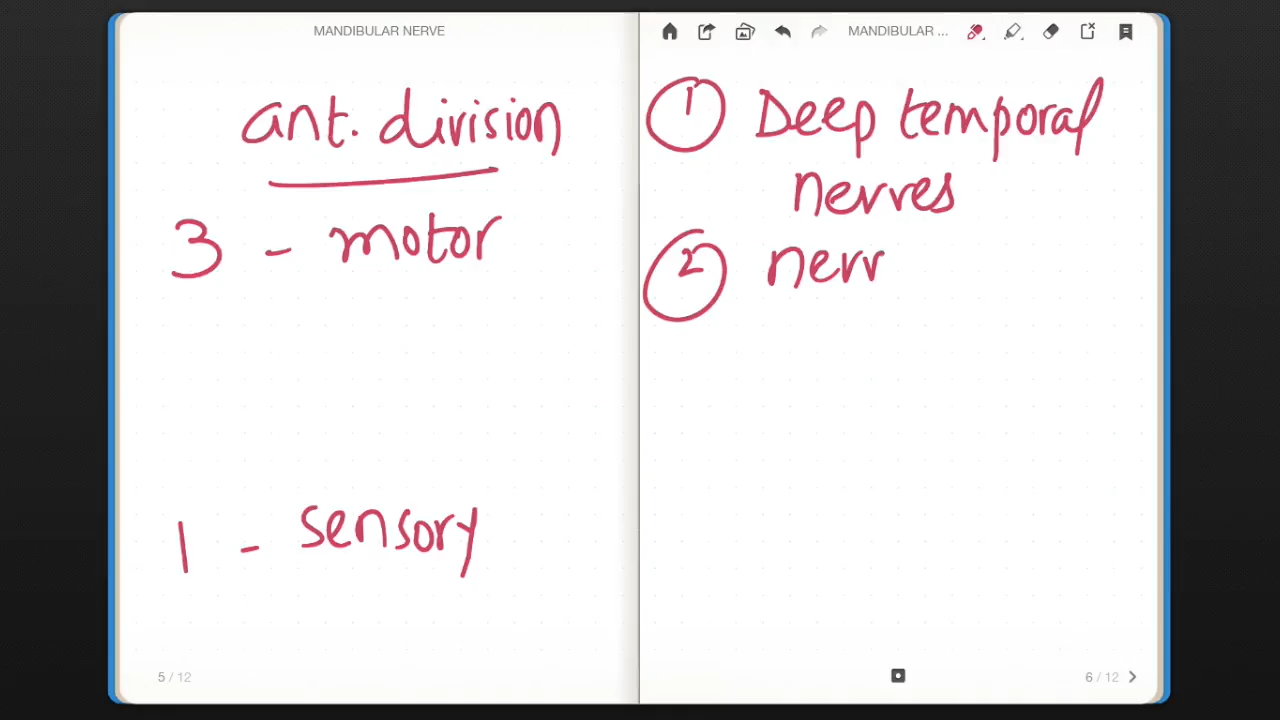 MANDIBULAR NERVE
ant. division
3 - motor
1 - sensory
5 / 12
MANDIBULAR ...
1 Deep temporal
nerves
2 nerv
6 / 12